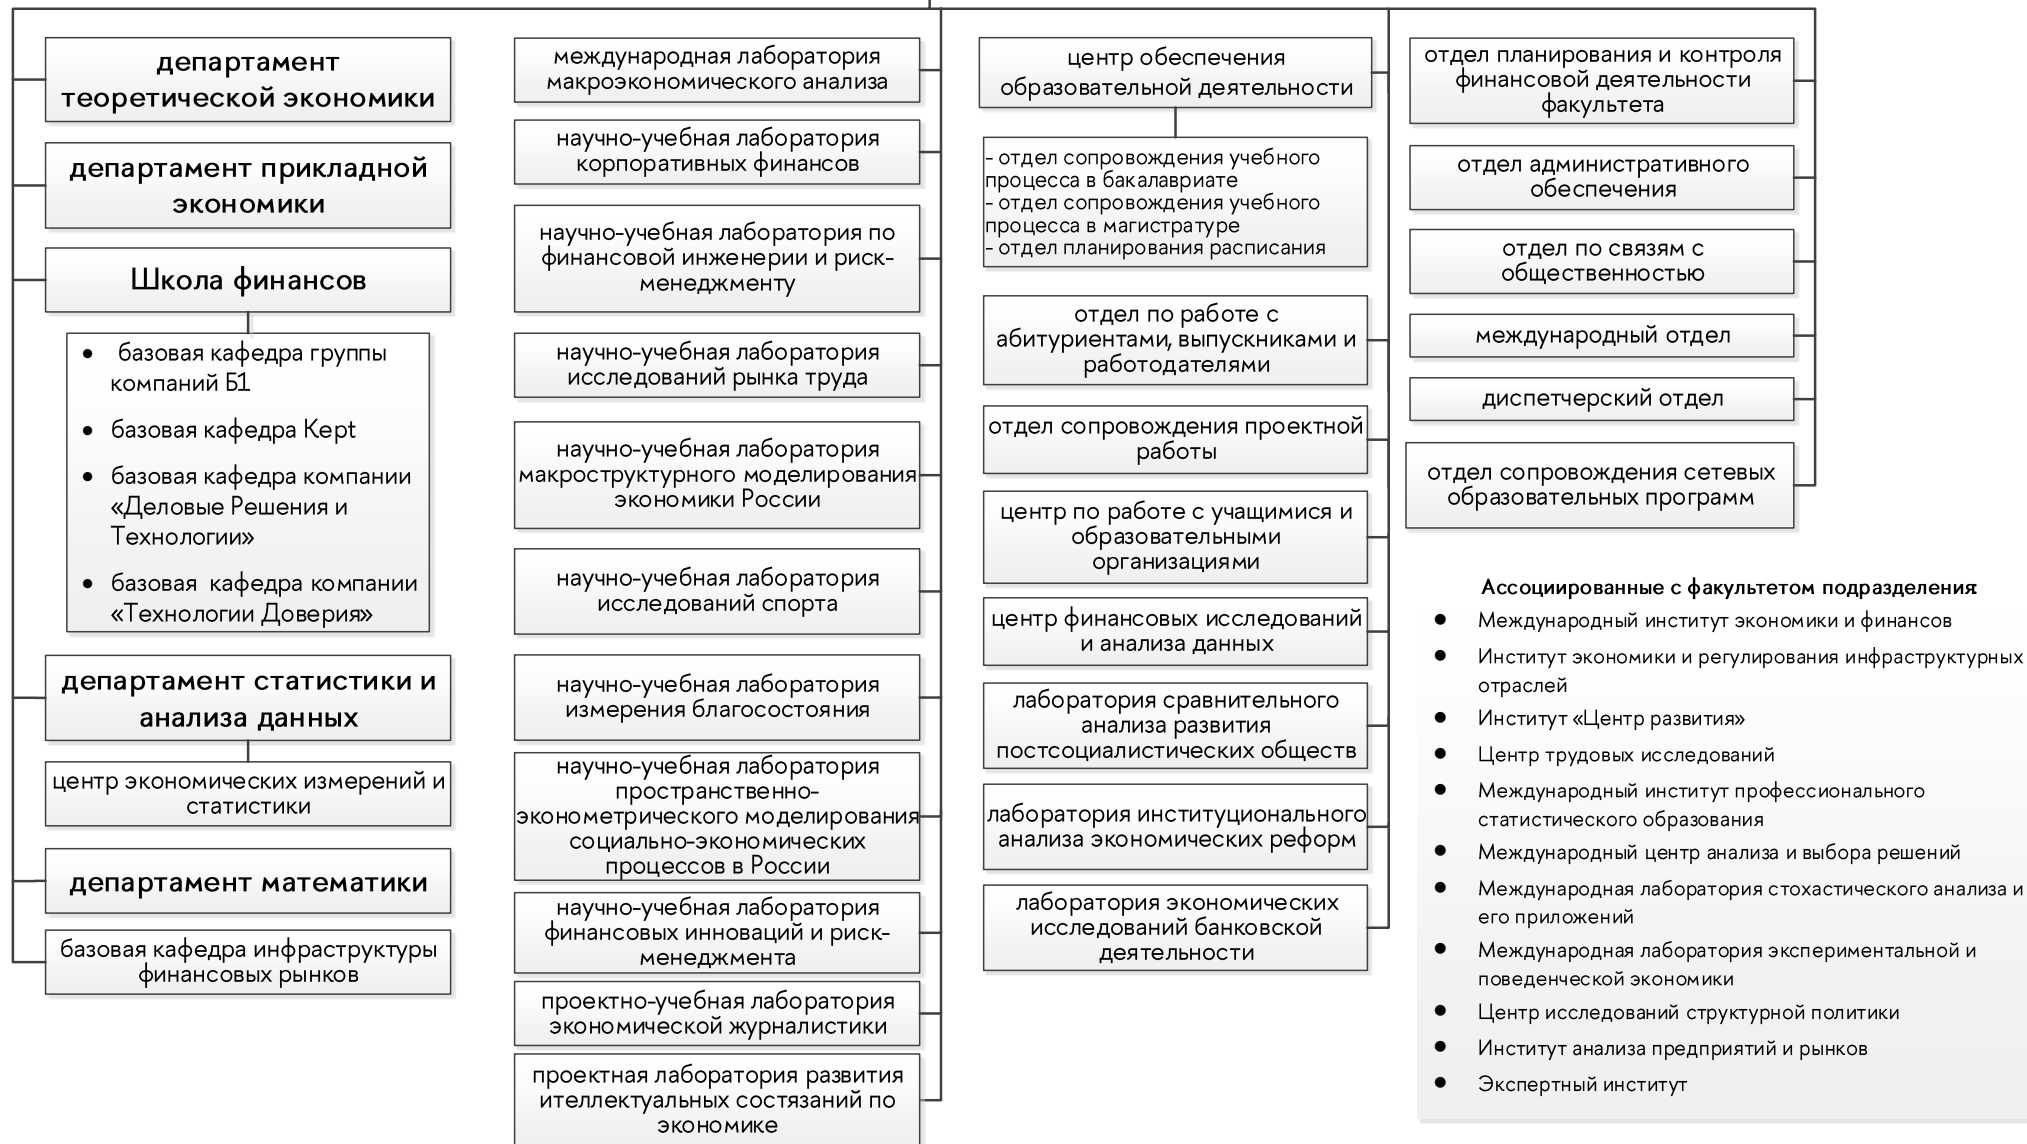 департамент
теоретической экономики
департамент прикладной
экономики
Школа финансов
• базовая кафедра группы
компаний Б1
• базовая кафедра Kept
• базовая кафедра компании
«Деловые Решения и
Технологии»
• базовая кафедра компании
«Технологии Доверия»
департамент статистики и
анализа данных
центр экономических измерений и
статистики
департамент математики
базовая кафедра инфраструктуры
финансовых рынков
международная лаборатория
макроэкономического анализа
научно-учебная лаборатория
корпоративных финансов
научно-учебная лаборатория по
финансовой инженерии и риск-
менеджменту
научно-учебная лаборатория
исследований рынка труда
научно-учебная лаборатория
макроструктурного моделирования
экономики России
научно-учебная лаборатория
исследований спорта
научно-учебная лаборатория
измерения благосостояния
научно-учебная лаборатория
пространственно-
эконометрического моделирования
социально-экономических
процессов в России
научно-учебная лаборатория
финансовых инноваций и риск-
менеджмента
проектно-учебная лаборатория
экономической журналистики
проектная лаборатория развития
ителлектуальных состязаний по
экономике
центр обеспечения
образовательной деятельности
- отдел сопровождения учебного
процесса в бакалавриате
- отдел сопровождения учебного
процесса в магистратуре
- отдел планирования расписания
отдел по работе с
абитуриентами, выпускниками и
работодателями
отдел сопровождения проектной
работы
центр по работе с учащимися и
образовательными
организациями
центр финансовых исследований
и анализа данных
лаборатория сравнительного
анализа развития
постсоциалистических обществ
лаборатория институционального
анализа экономических реформ
лаборатория экономических
исследований банковской
деятельности
отдел планирования и контроля
финансовой деятельности
факультета
отдел административного
обеспечения
отдел по связям с
общественностью
международный отдел
диспетчерский отдел
отдел сопровождения сетевых
образовательных программ
Ассоциированные с факультетом подразделения:
• Международный институт экономики и финансов
• Институт экономики и регулирования инфраструктурных
отраслей
• Институт «Центр развития»
• Центр трудовых исследований
• Международный институт профессионального
статистического образования
• Международный центр анализа и выбора решений
• Международная лаборатория стохастического анализа и
его приложений
• Международная лаборатория экспериментальной и
поведенческой экономики
• Центр исследований структурной политики
• Институт анализа предприятий и рынков
• Экспертный институт